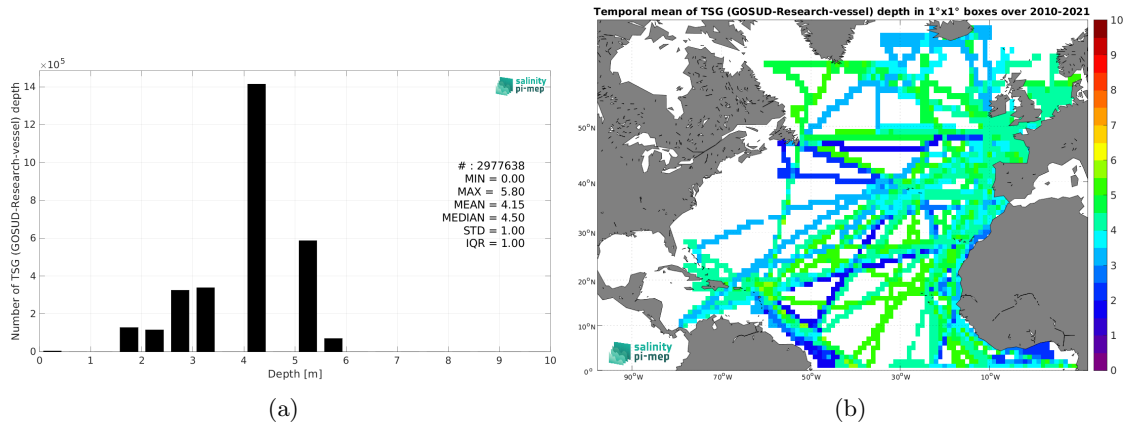 ×10⁵
14
12
10
8
6
4
2
0
Number of TSG (GOSUD-Research-vessel) depth
salinity
pi-mep
# : 2977638
MIN = 0.00
MAX = 5.80
MEAN = 4.15
MEDIAN = 4.50
STD = 1.00
IQR = 1.00
0 1 2 3 4 5 6 7 8 9 10
Depth [m]
(a)
Temporal mean of TSG (GOSUD-Research-vessel) depth in 1°x1° boxes over 2010-2021
50°N
40°N
30°N
20°N
10°N
0°
90°W 70°W 50°W 30°W 10°W
salinity
pi-mep
10
9
8
7
6
5
4
3
2
1
0
(b)